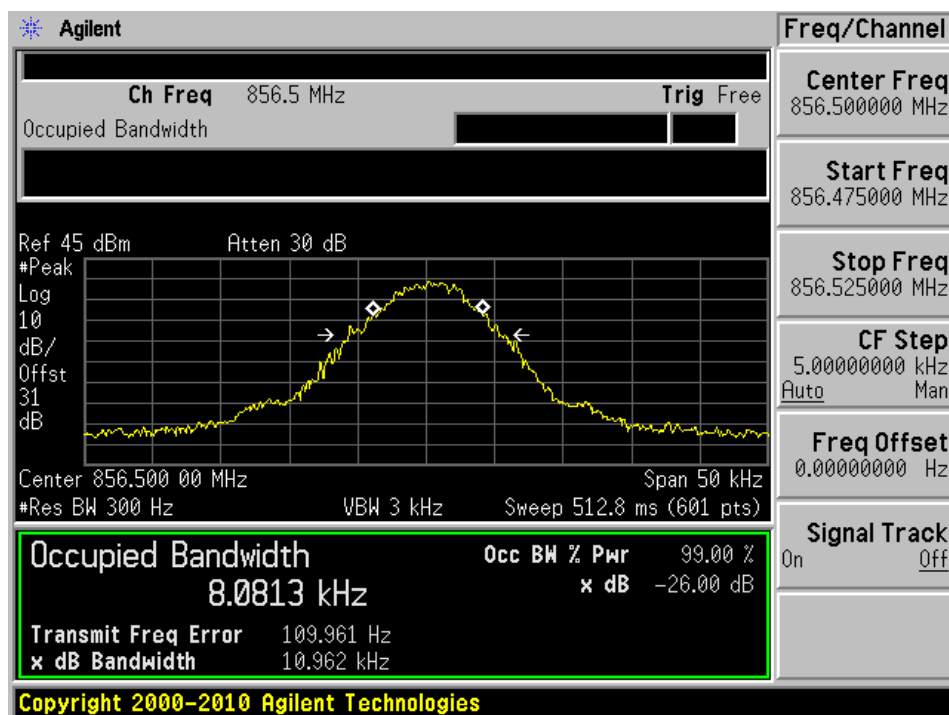 Agilent
Freq/Channel
Ch Freq 856.5 MHz Trig Free
Occupied Bandwidth
Center Freq
856.500000 MHz
Start Freq
856.475000 MHz
Stop Freq
856.525000 MHz
CF Step
5.00000000 kHz
Auto Man
Freq Offset
0.00000000 Hz
Signal Track
On Off
Ref 45 dBm Atten 30 dB
#Peak
Log
10
dB/
Offst
31
dB
Center 856.500 00 MHz Span 50 kHz
#Res BW 300 Hz VBW 3 kHz Sweep 512.8 ms (601 pts)
Occupied Bandwidth
8.0813 kHz
Occ BW % Pwr 99.00 %
x dB -26.00 dB
Transmit Freq Error 109.961 Hz
x dB Bandwidth 10.962 kHz
Copyright 2000-2010 Agilent Technologies